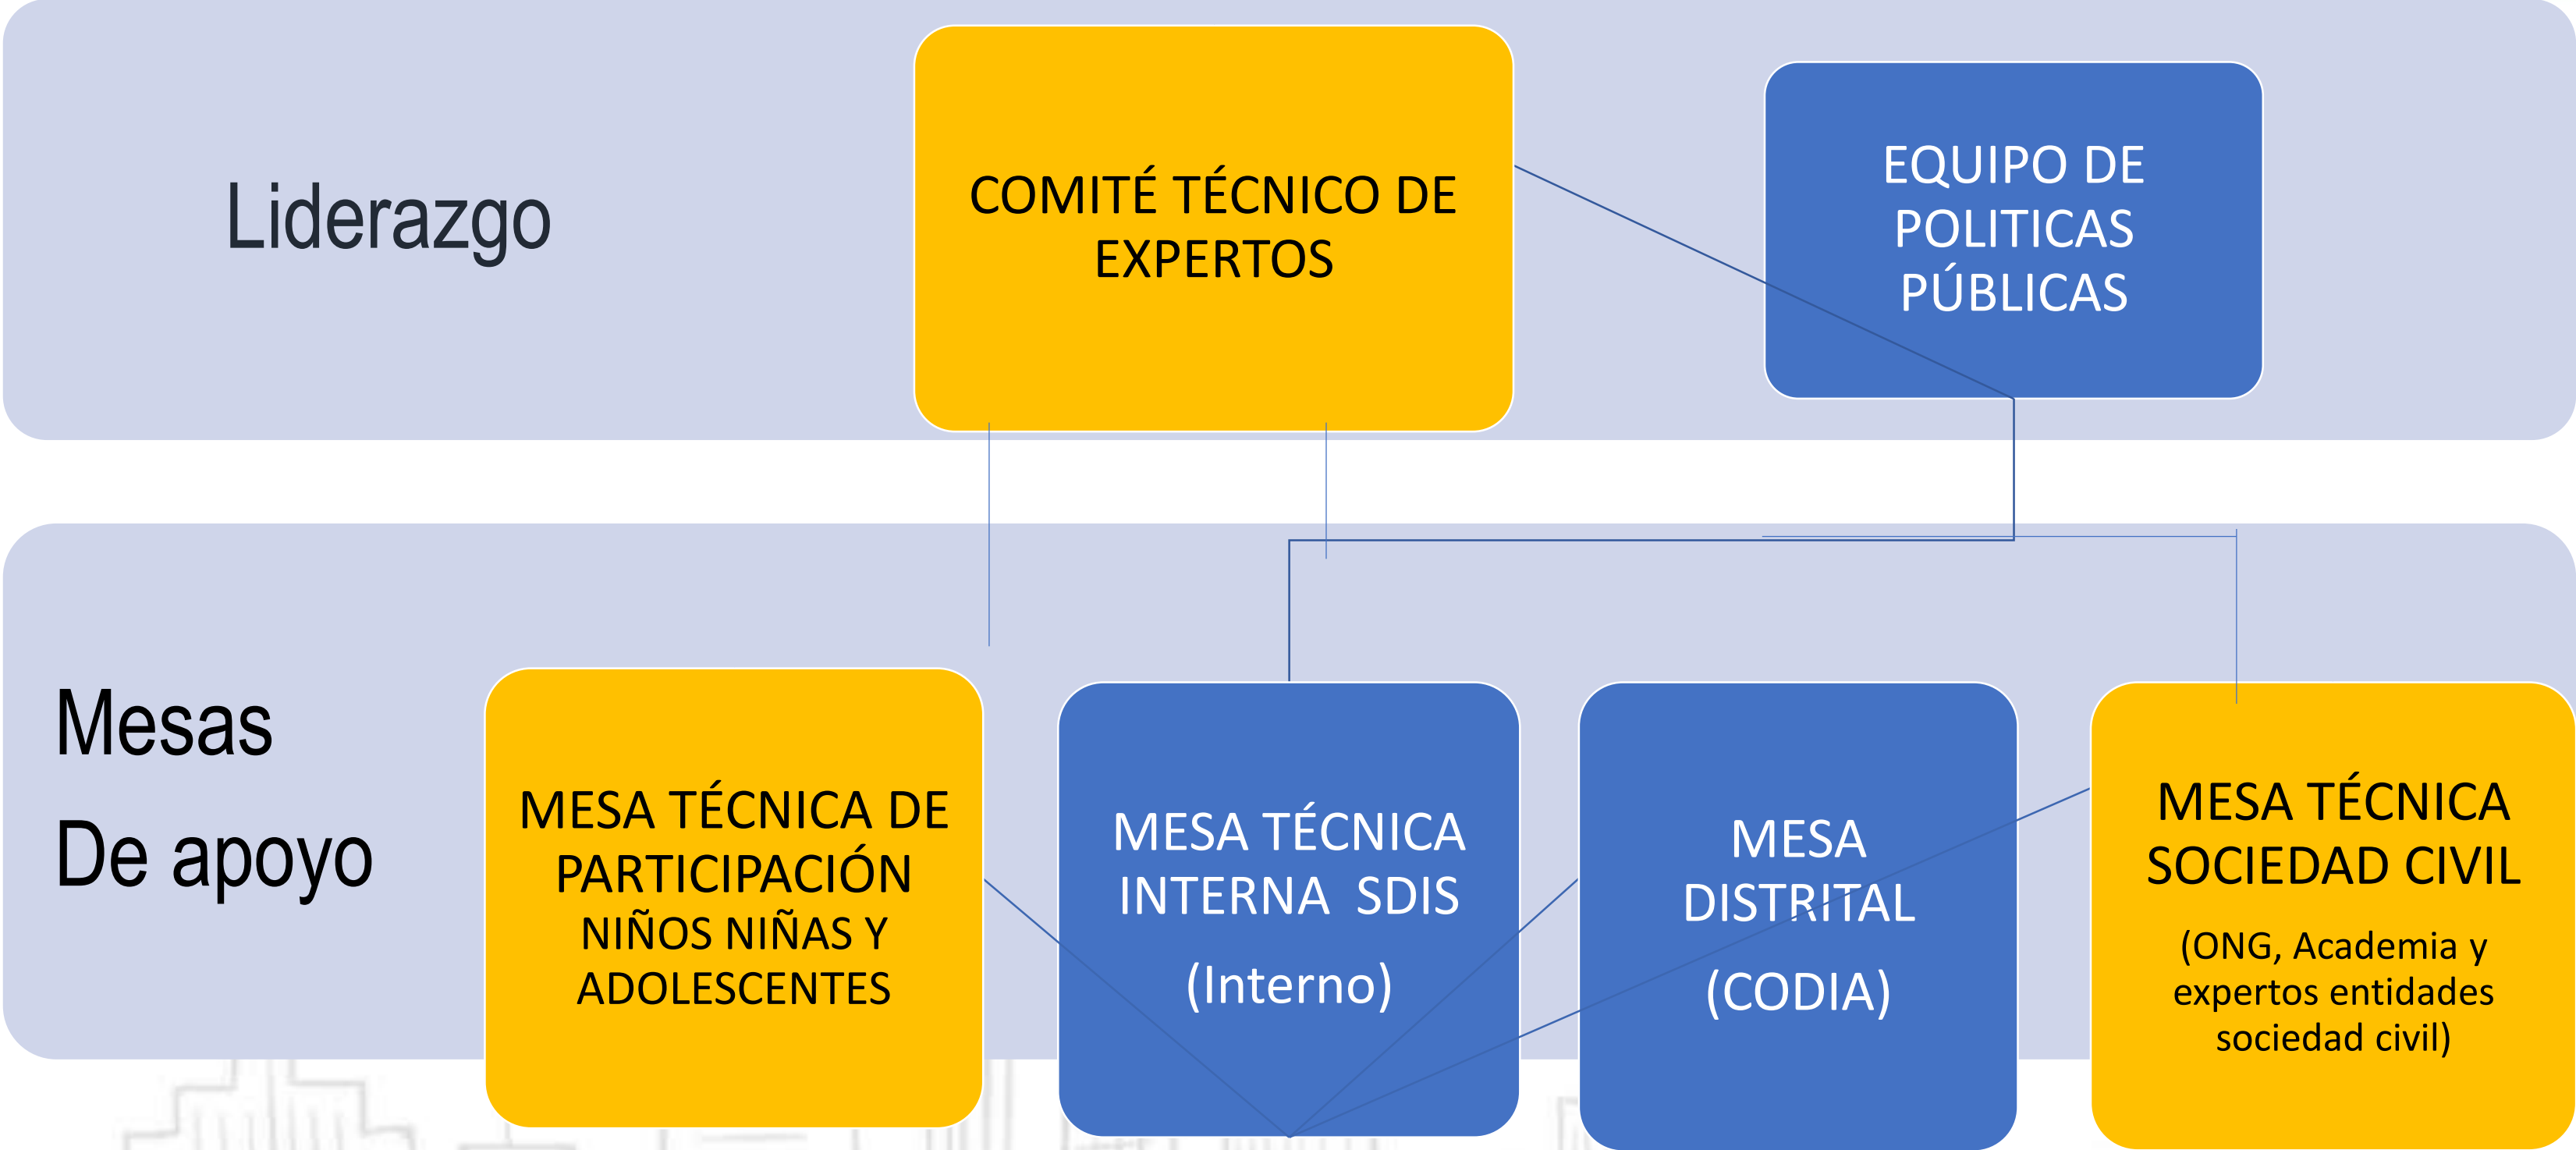 Liderazgo
COMITÉ TÉCNICO DE
EXPERTOS
EQUIPO DE
POLITICAS
PÚBLICAS
Mesas
De apoyo
MESA TÉCNICA DE
PARTICIPACIÓN
NIÑOS NIÑAS Y
ADOLESCENTES
MESA TÉCNICA
INTERNA SDIS
(Interno)
MESA
DISTRITAL
(CODIA)
MESA TÉCNICA
SOCIEDAD CIVIL
(ONG, Academia y
expertos entidades
sociedad civil)